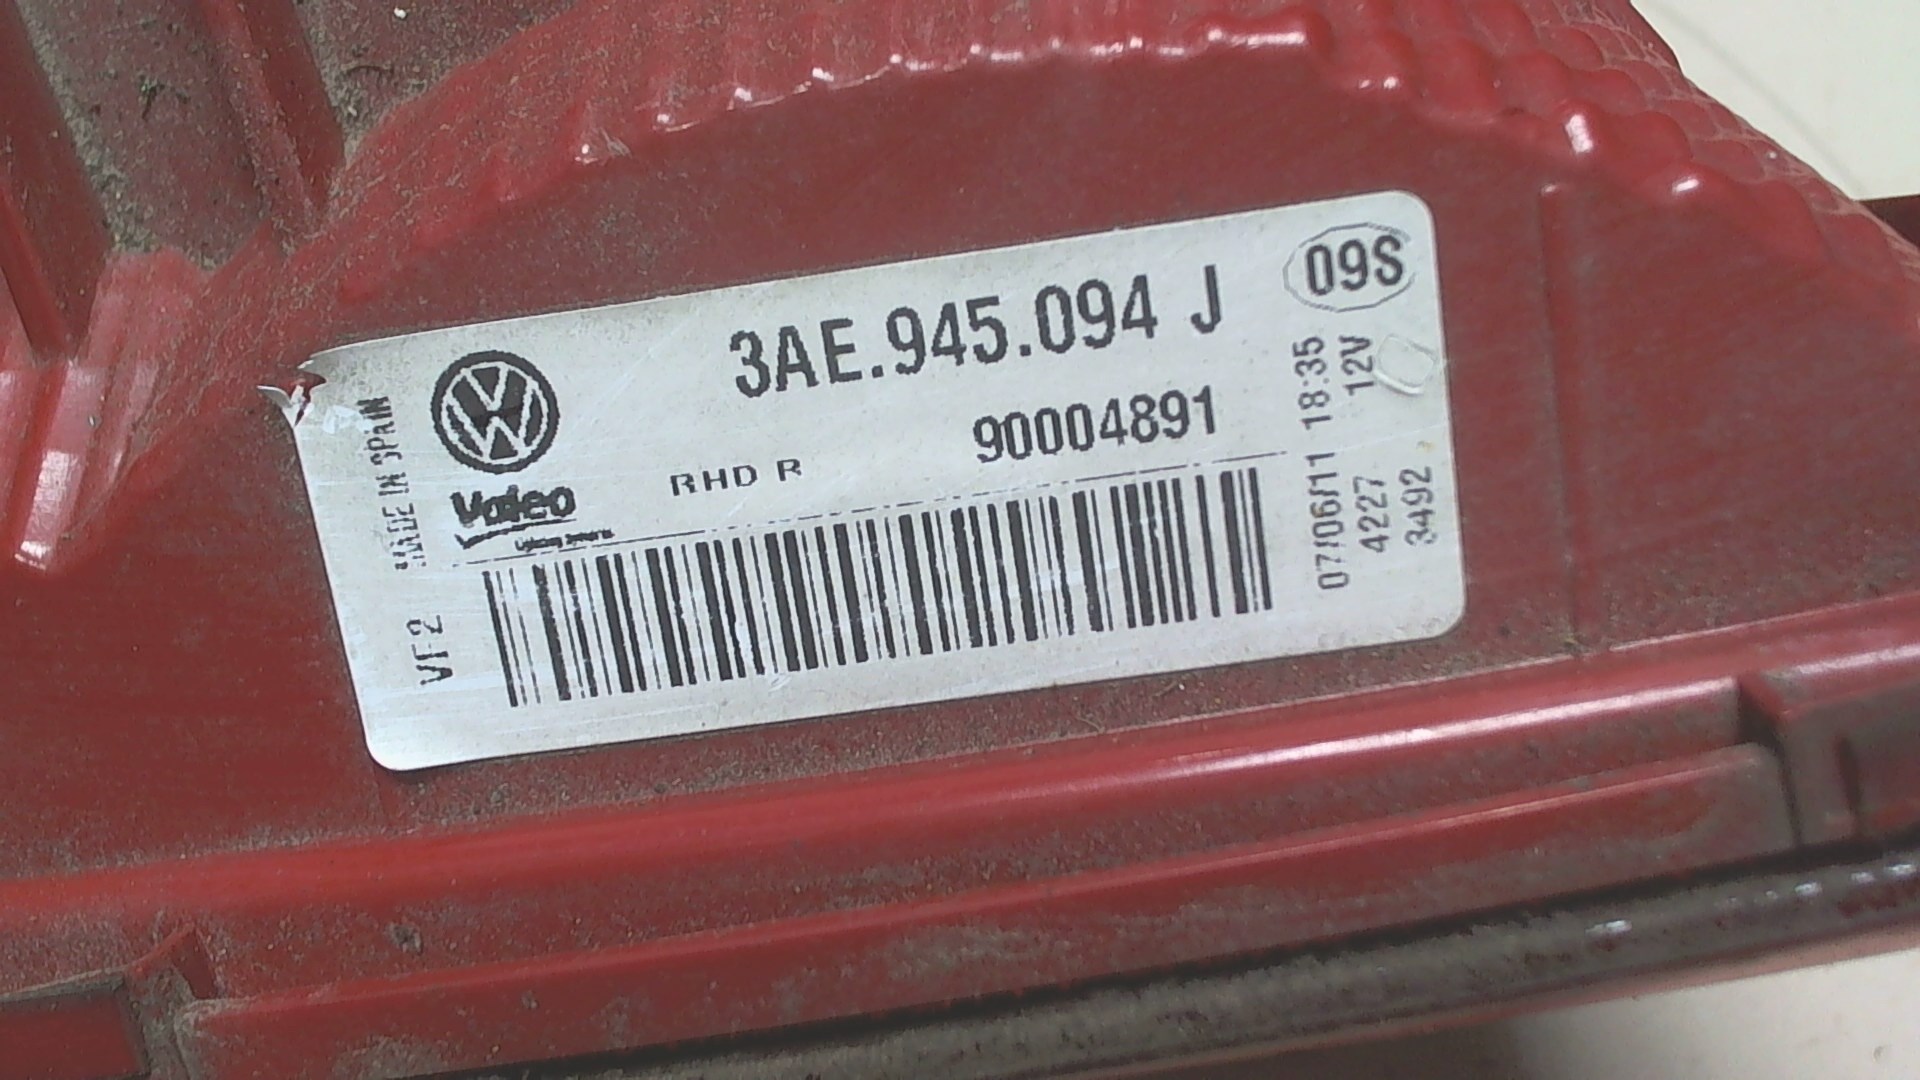 3AE.945.094 J
09S
90004891
RHD R
Valeo
MADE IN SPAIN
VF2
07/06/11 18:35
4227 12V
3492